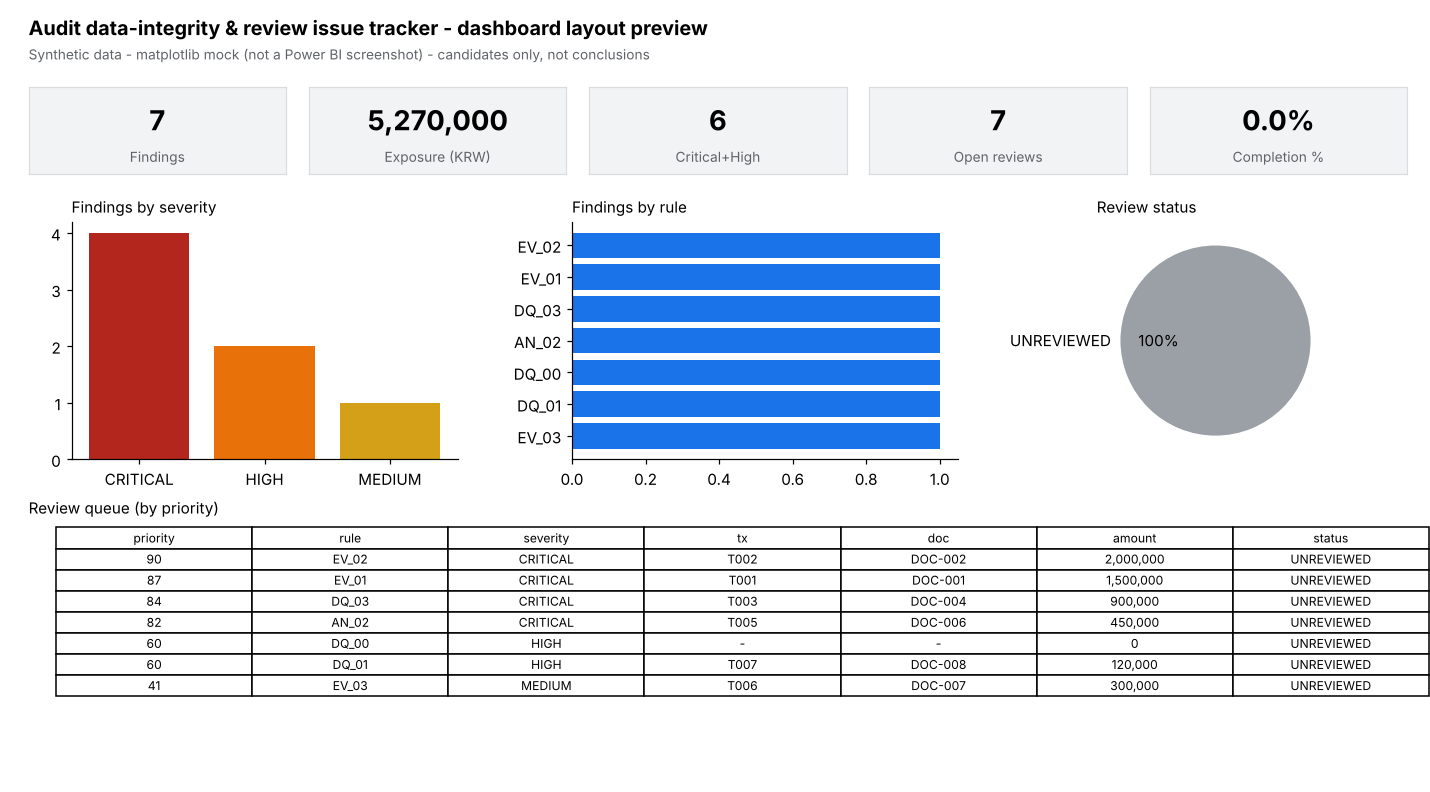 Audit data-integrity & review issue tracker - dashboard layout preview
Synthetic data - matplotlib mock (not a Power BI screenshot) - candidates only, not conclusions
7 5,270,000 6 7 0.0%
Findings Exposure (KRW) Critical+High Open reviews Completion %
Findings by severity
4
3
2
1
0
CRITICAL HIGH MEDIUM
Findings by rule
EV_02
EV_01
DQ_03
AN_02
DQ_00
DQ_01
EV_03
0.0 0.2 0.4 0.6 0.8 1.0
Review status
UNREVIEWED 100%
Review queue (by priority)
priority rule severity tx doc amount status
90 EV_02 CRITICAL T002 DOC-002 2,000,000 UNREVIEWED
87 EV_01 CRITICAL T001 DOC-001 1,500,000 UNREVIEWED
84 DQ_03 CRITICAL T003 DOC-004 900,000 UNREVIEWED
82 AN_02 CRITICAL T005 DOC-006 450,000 UNREVIEWED
60 DQ_00 HIGH - - 0 UNREVIEWED
60 DQ_01 HIGH T007 DOC-008 120,000 UNREVIEWED
41 EV_03 MEDIUM T006 DOC-007 300,000 UNREVIEWED